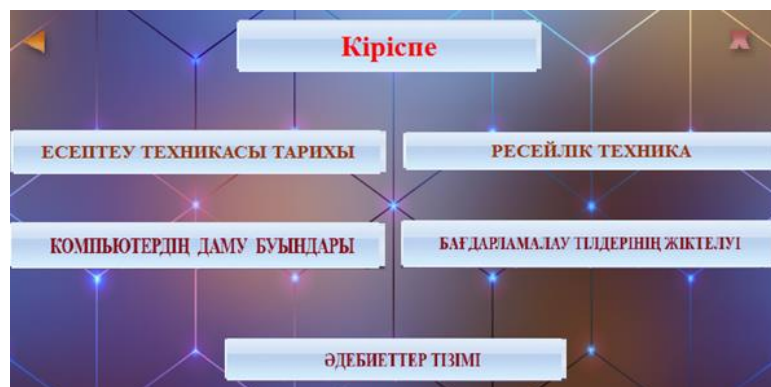 Кіріспе
ЕСЕПТЕУ ТЕХНИКАСЫ ТАРИХЫ
РЕСЕЙЛІК ТЕХНИКА
КОМПЬЮТЕРДІҢ ДАМУ БУЫНДАРЫ
БАҒДАРЛАМАЛАУ ТІЛДЕРІНІҢ ЖІКТЕЛУІ
ӘДЕБИЕТТЕР ТІЗІМІ